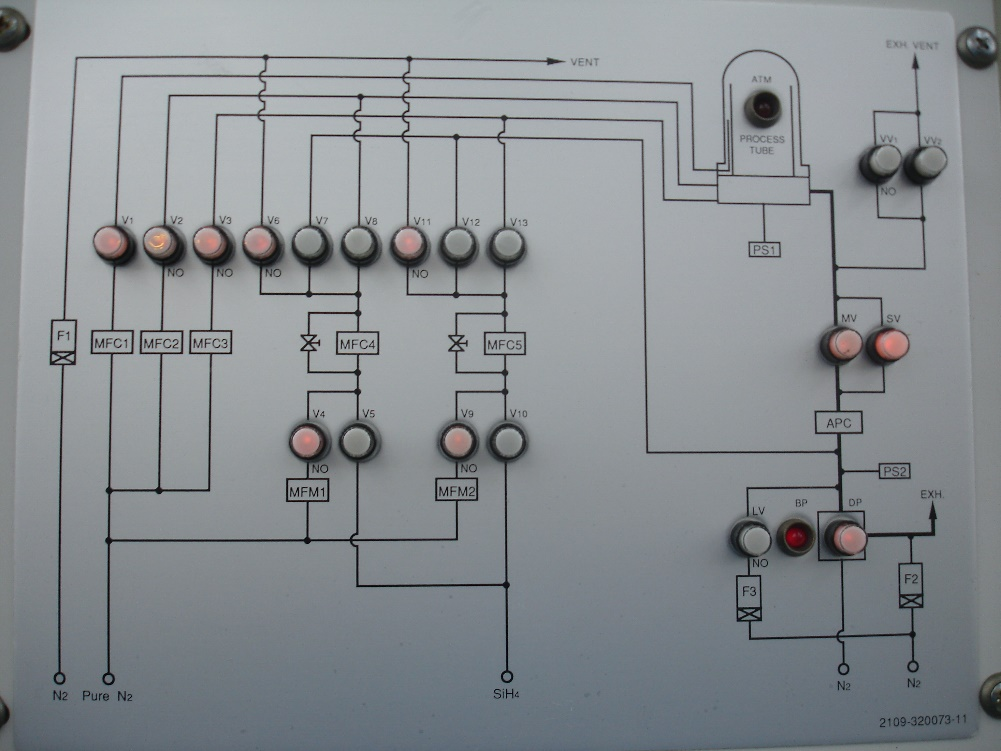 EXH. VENT
VENT
ATM
PROCESS
TUBE
VV1
VV2
NO
V1
V2
V3
V6
V7
V8
V11
V12
V13
NO
NO
NO
NO
PS1
F1
MFC1
MFC2
MFC3
MFC4
MFC5
MV
SV
V4
V5
V9
V10
APC
NO
NO
MFM1
MFM2
PS2
EXH.
LV
BP
DP
NO
F3
F2
N2
Pure N2
SiH4
N2
N2
2109-320073-11